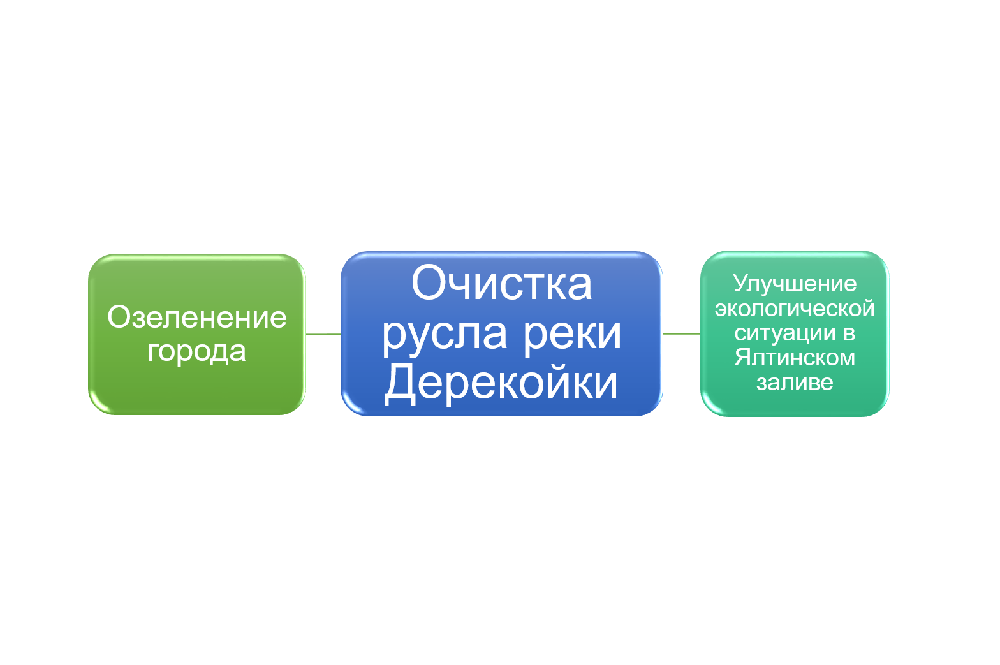 Озеленение
города
Очистка
русла реки
Дерекойки
Улучшение
экологической
ситуации в
Ялтинском
заливе